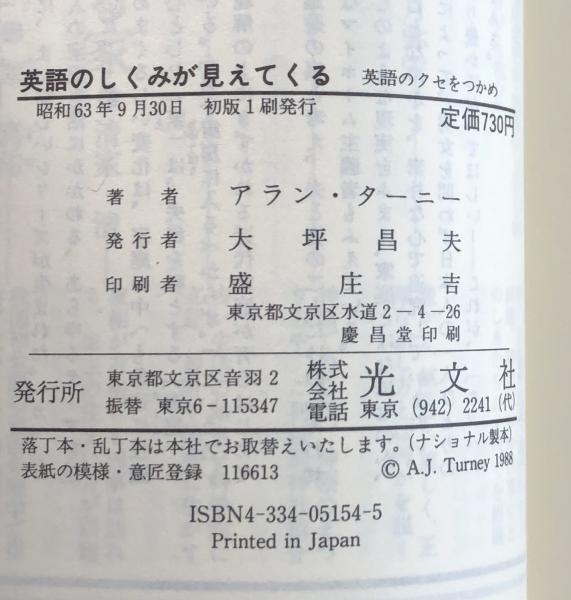 英語のしくみが見えてくる 英語のクセをつかめ
昭和63年9月30日 初版1刷発行 定価730円
著者 アラン・ターニー
発行者 大坪昌夫
印刷者 盛庄吉
東京都文京区水道2-4-26
慶昌堂印刷
発行所 東京都文京区音羽2 株式会社 光文社
振替 東京6-115347 電話 東京 (942) 2241 (代)
落丁本・乱丁本は本社でお取替えいたします。(ナショナル製本)
表紙の模様・意匠登録 116613 © A.J. Turney 1988
ISBN4-334-05154-5
Printed in Japan